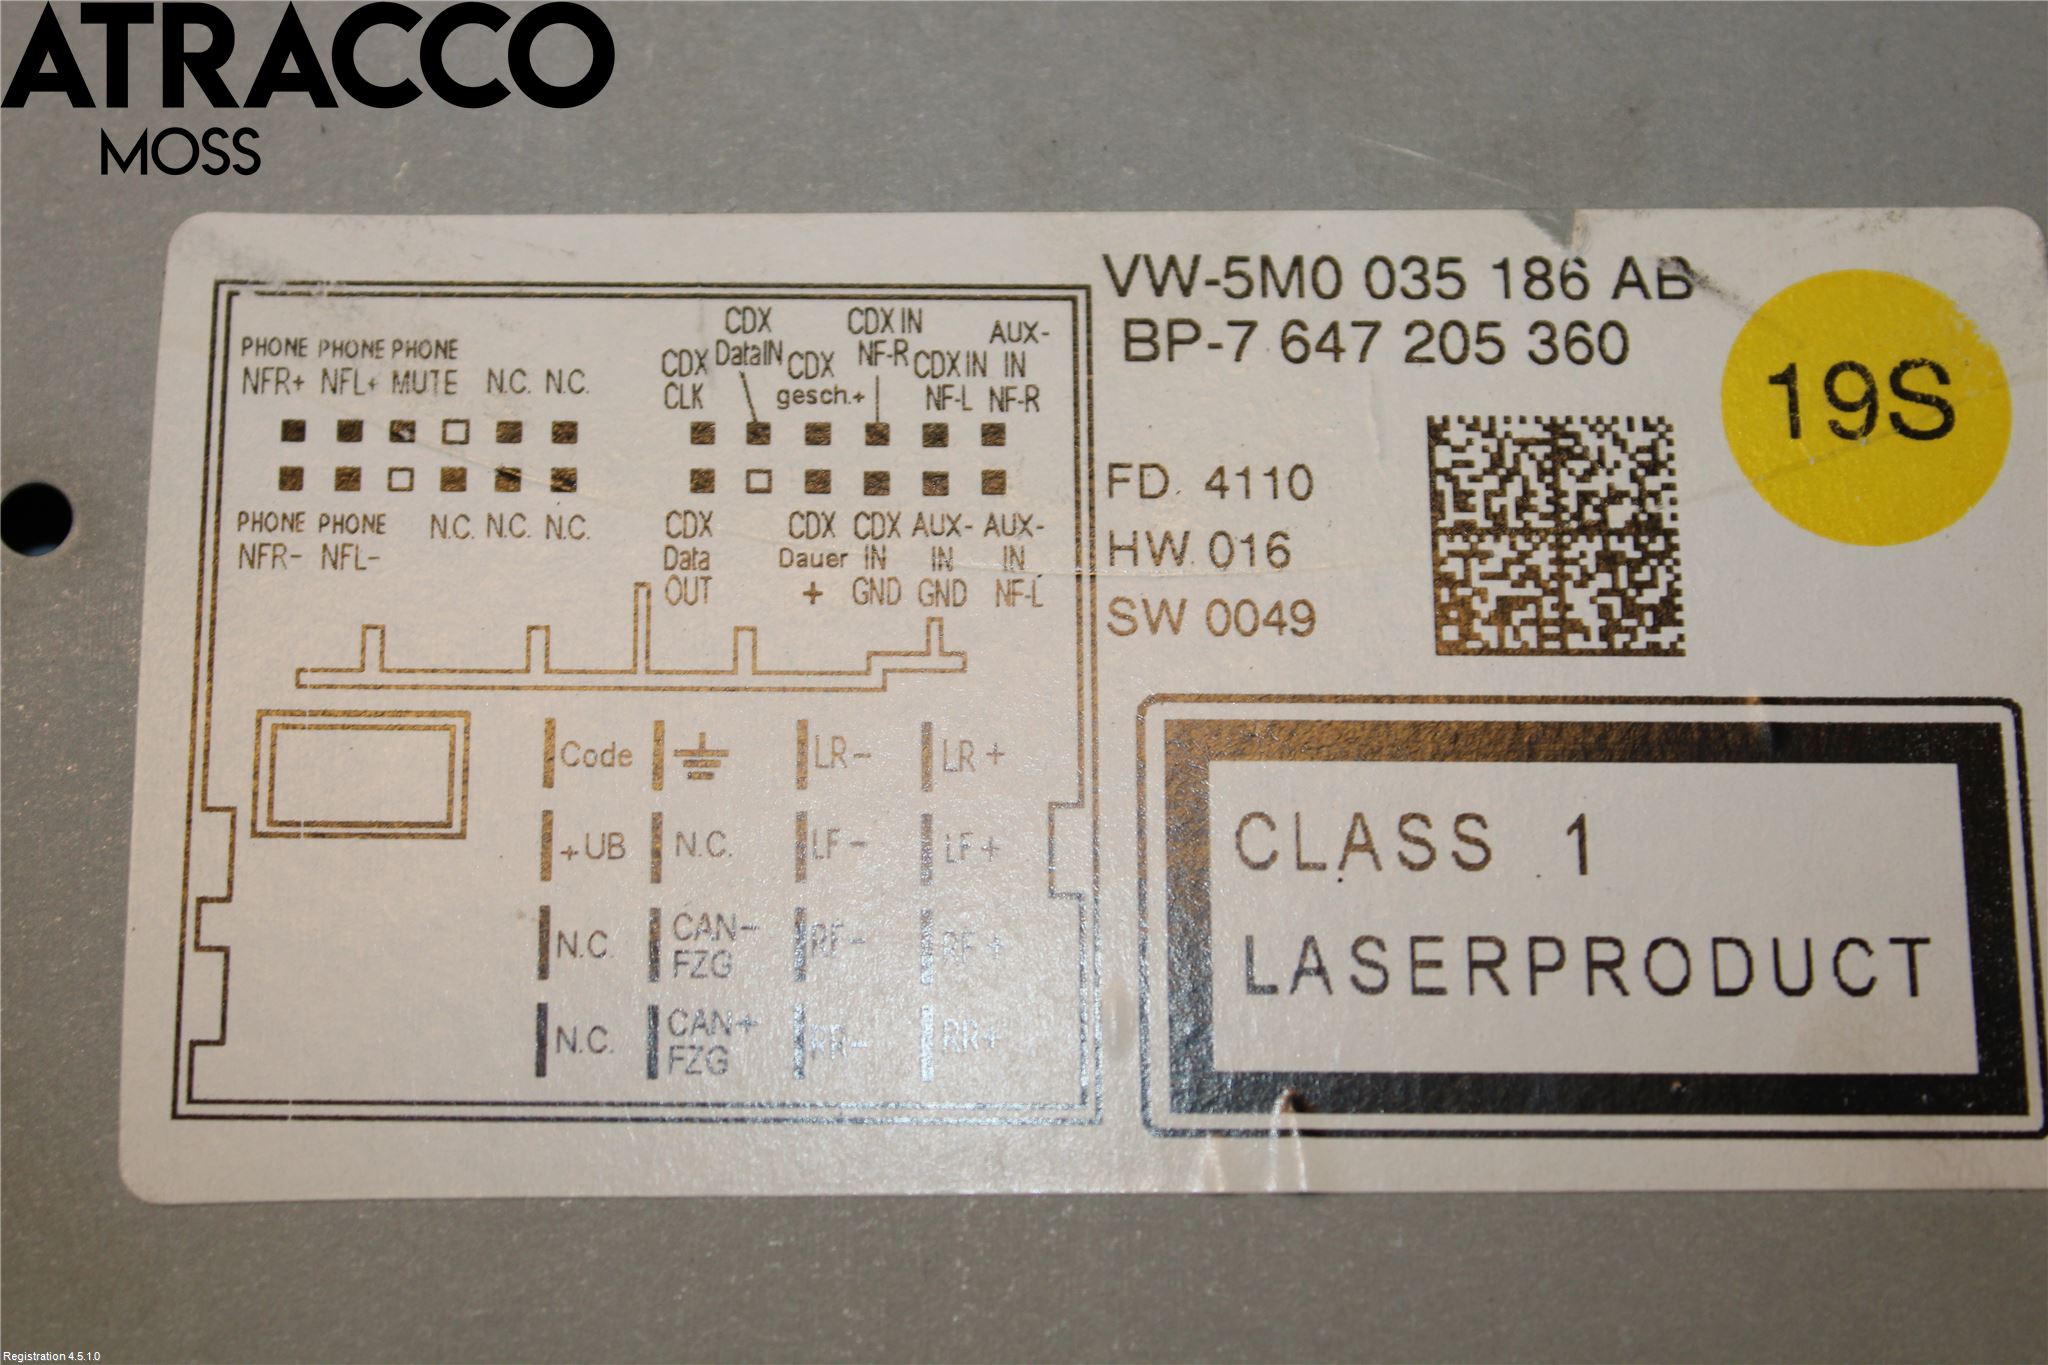 ATRACCO
MOSS
VW-5M0 035 186 AB
BP-7 647 205 360
19S
FD. 4110
HW. 016
SW 0049
CLASS 1
LASERPRODUCT
PHONE PHONE PHONE
NFR+ NFL+ MUTE N.C. N.C.
CDX
CLK
CDX
DataIN
CDX
gesch.+
CDX IN
NF-R
CDX IN
NF-L
AUX-
IN
NF-R
PHONE PHONE N.C. N.C. N.C.
NFR- NFL-
CDX
Data
OUT
CDX
Dauer
+
CDX
IN
GND
AUX-
IN
GND
AUX-
IN
NF-L
Code LR- LR+
+UB N.C. LF- LF+
N.C. CAN- RF- RF+
FZG
N.C. CAN+ RR- RR+
FZG
Registration 4.5.1.0